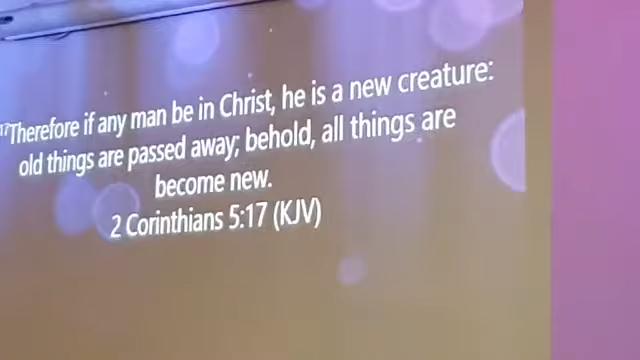 17Therefore if any man be in Christ, he is a new creature:
old things are passed away; behold, all things are
become new.
2 Corinthians 5:17 (KJV)